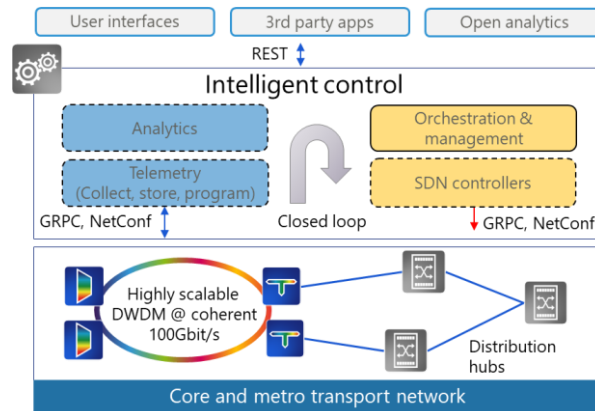 User interfaces
3rd party apps
Open analytics
REST
Intelligent control
Analytics
Orchestration &
management
Telemetry
(Collect, store, program)
SDN controllers
GRPC, NetConf
Closed loop
GRPC, NetConf
Highly scalable
DWDM @ coherent
100Gbit/s
Distribution
hubs
Core and metro transport network